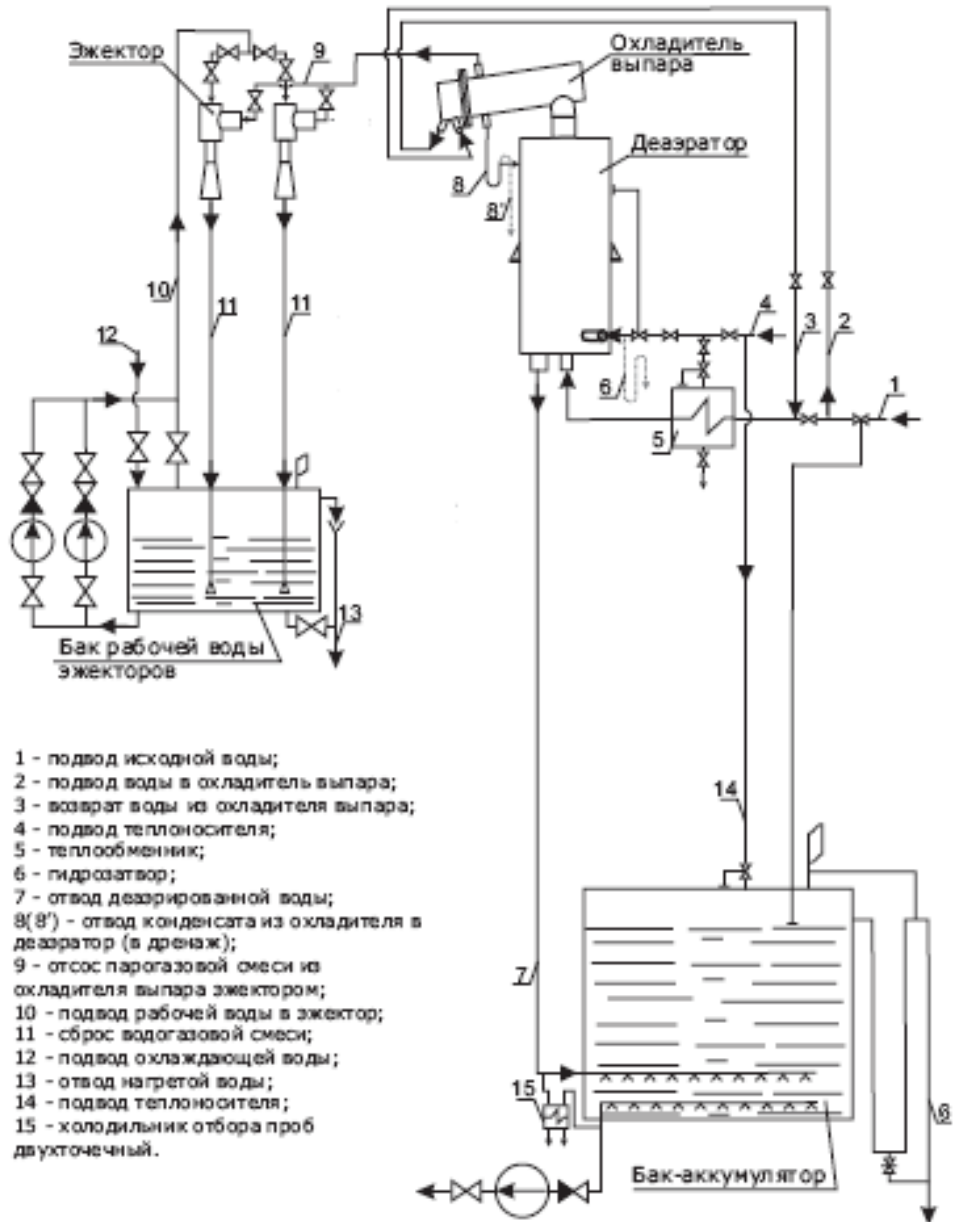 Эжектор
9
Охладитель
выпара
Деаэратор
8
8'
10
11
11
4
3
2
12
6
1
5
13
Бак рабочей воды
эжекторов
1 - подвод исходной воды;
2 - подвод воды в охладитель выпара;
3 - возврат воды из охладителя выпара;
4 - подвод теплоносителя;
5 - теплообменник;
6 - гидрозатвор;
7 - отвод деаэрированной воды;
8(8') - отвод конденсата из охладителя в
деаэратор (в дренаж);
9 - отсос парогазовой смеси из
охладителя выпара эжектором;
10 - подвод рабочей воды в эжектор;
11 - сброс водогазовой смеси;
12 - подвод охлаждающей воды;
13 - отвод нагретой воды;
14 - подвод теплоносителя;
15 - холодильник отбора проб
двухточечный.
14
7
15
6
Бак-аккумулятор